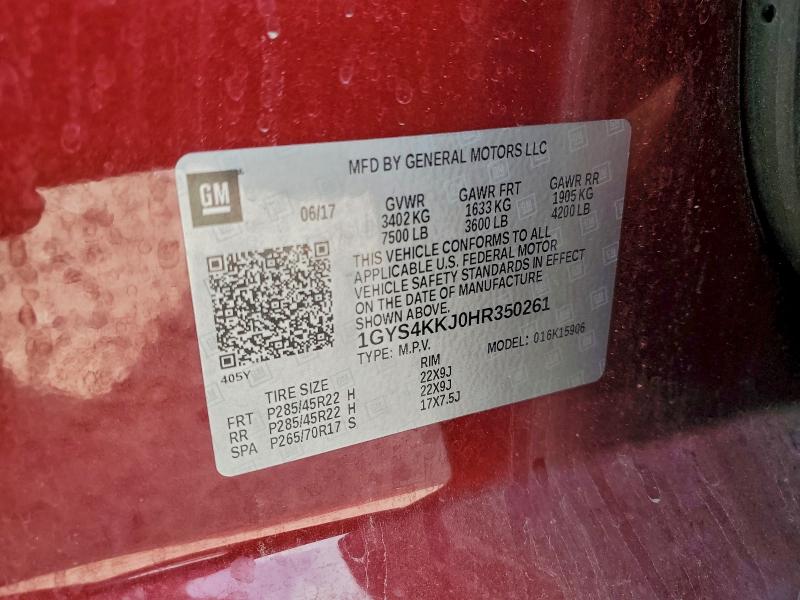 MFD BY GENERAL MOTORS LLC
GM
06/17
GVWR
3402 KG
7500 LB
GAWR FRT
1633 KG
3600 LB
GAWR RR
1905 KG
4200 LB
THIS VEHICLE CONFORMS TO ALL
APPLICABLE U.S. FEDERAL MOTOR
VEHICLE SAFETY STANDARDS IN EFFECT
ON THE DATE OF MANUFACTURE
SHOWN ABOVE.
1GYS4KKJ0HR350261
TYPE: M.P.V.
MODEL: 016K15906
405Y
TIRE SIZE RIM
FRT P285/45R22 H 22X9J
RR P285/45R22 H 22X9J
SPA P265/70R17 S 17X7.5J